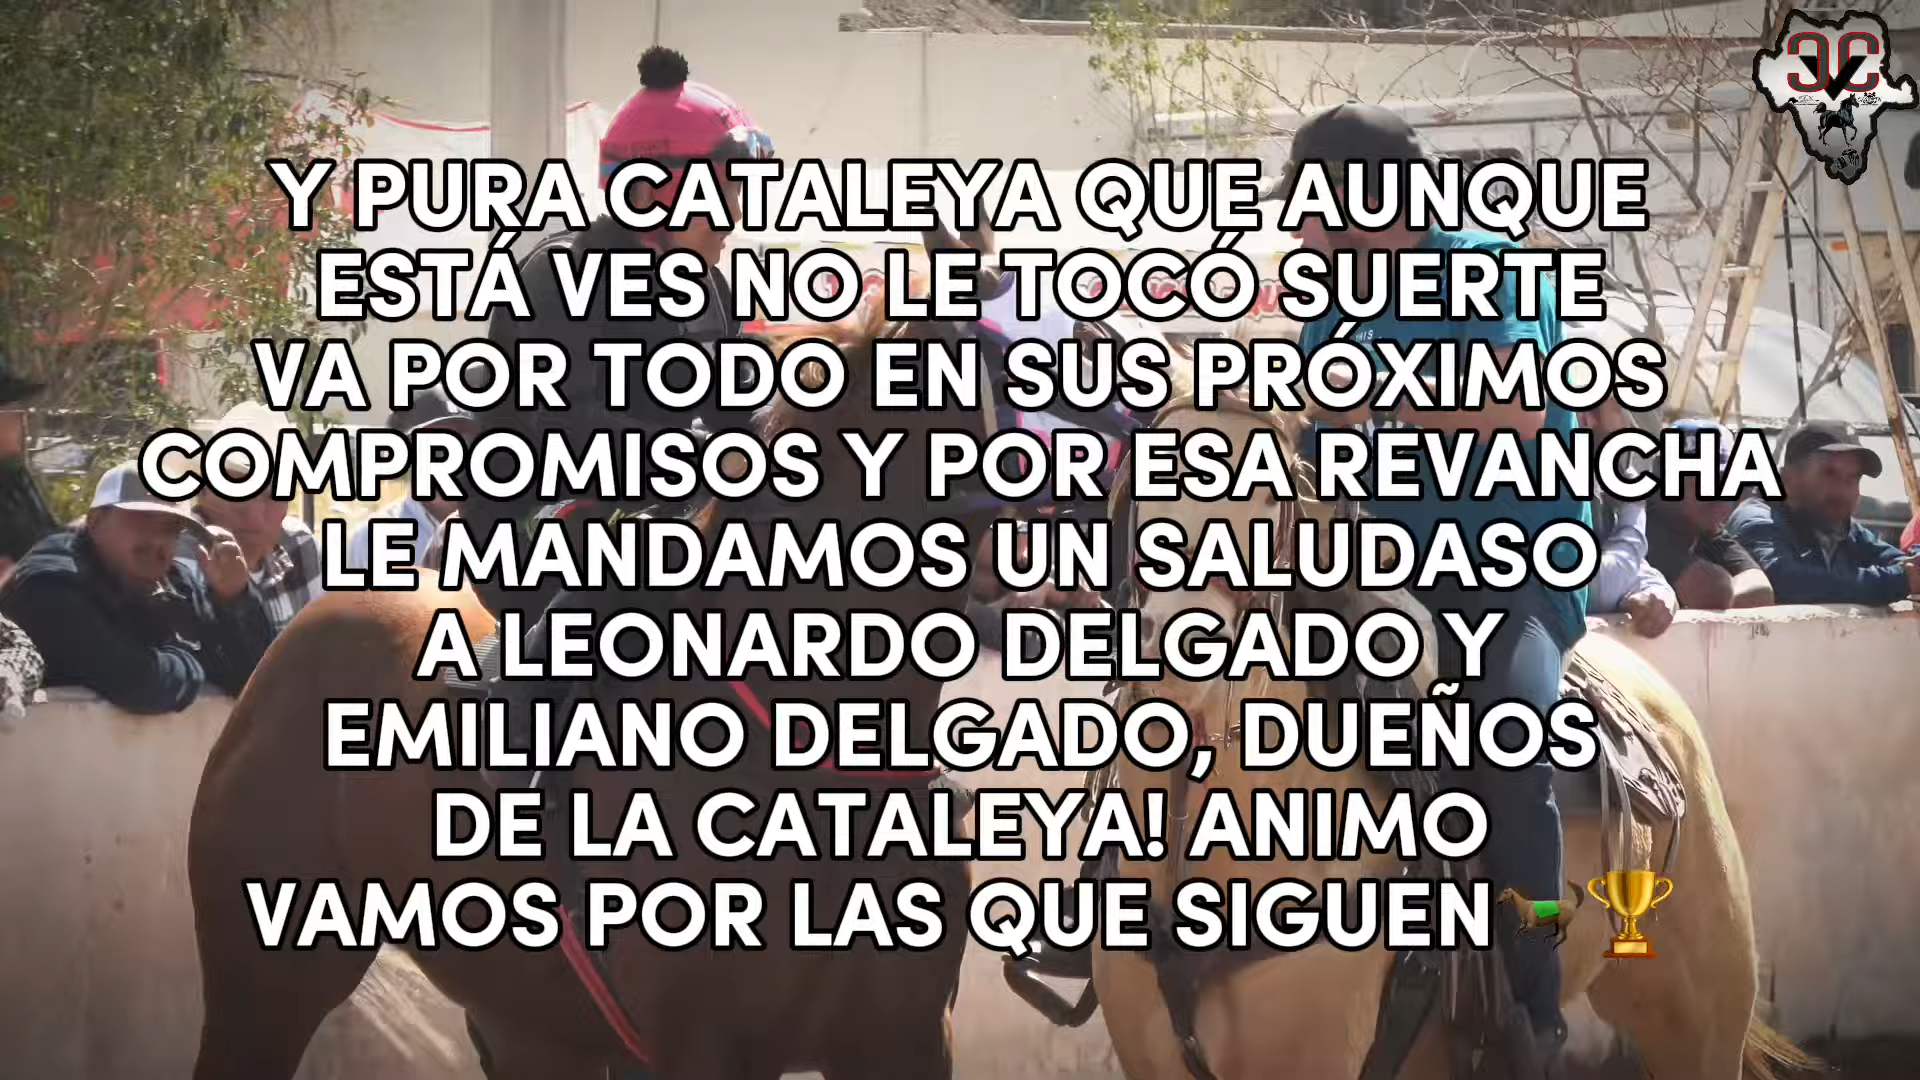 Y PURA CATALEYA QUE AUNQUE
ESTÁ VES NO LE TOCÓ SUERTE
VA POR TODO EN SUS PRÓXIMOS
COMPROMISOS Y POR ESA REVANCHA
LE MANDAMOS UN SALUDASO
A LEONARDO DELGADO Y
EMILIANO DELGADO, DUEÑOS
DE LA CATALEYA! ANIMO
VAMOS POR LAS QUE SIGUEN🐎🏆